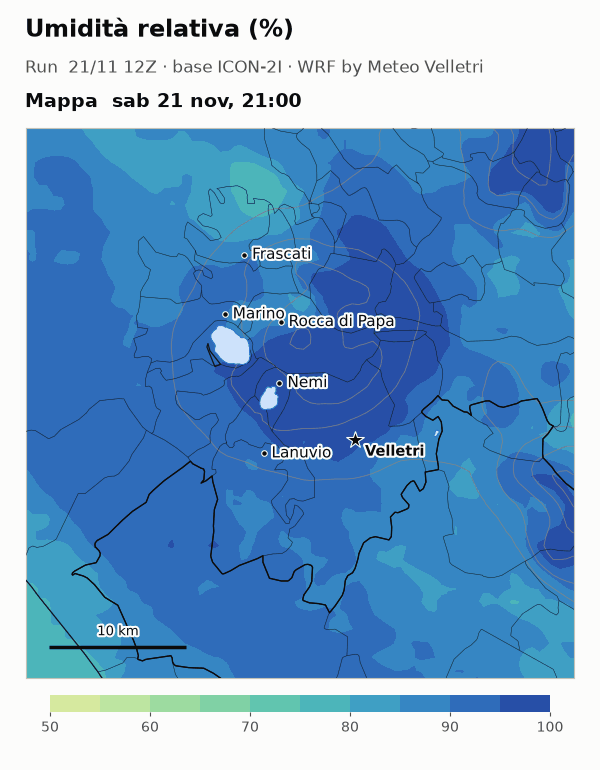 Umidità relativa (%)
Run  21/11 12Z · base ICON-2I · WRF by Meteo Velletri
Mappa  sab 21 nov, 21:00
Frascati
Marino
Rocca di Papa
Nemi
Velletri
Lanuvio
10 km
50 60 70 80 90 100